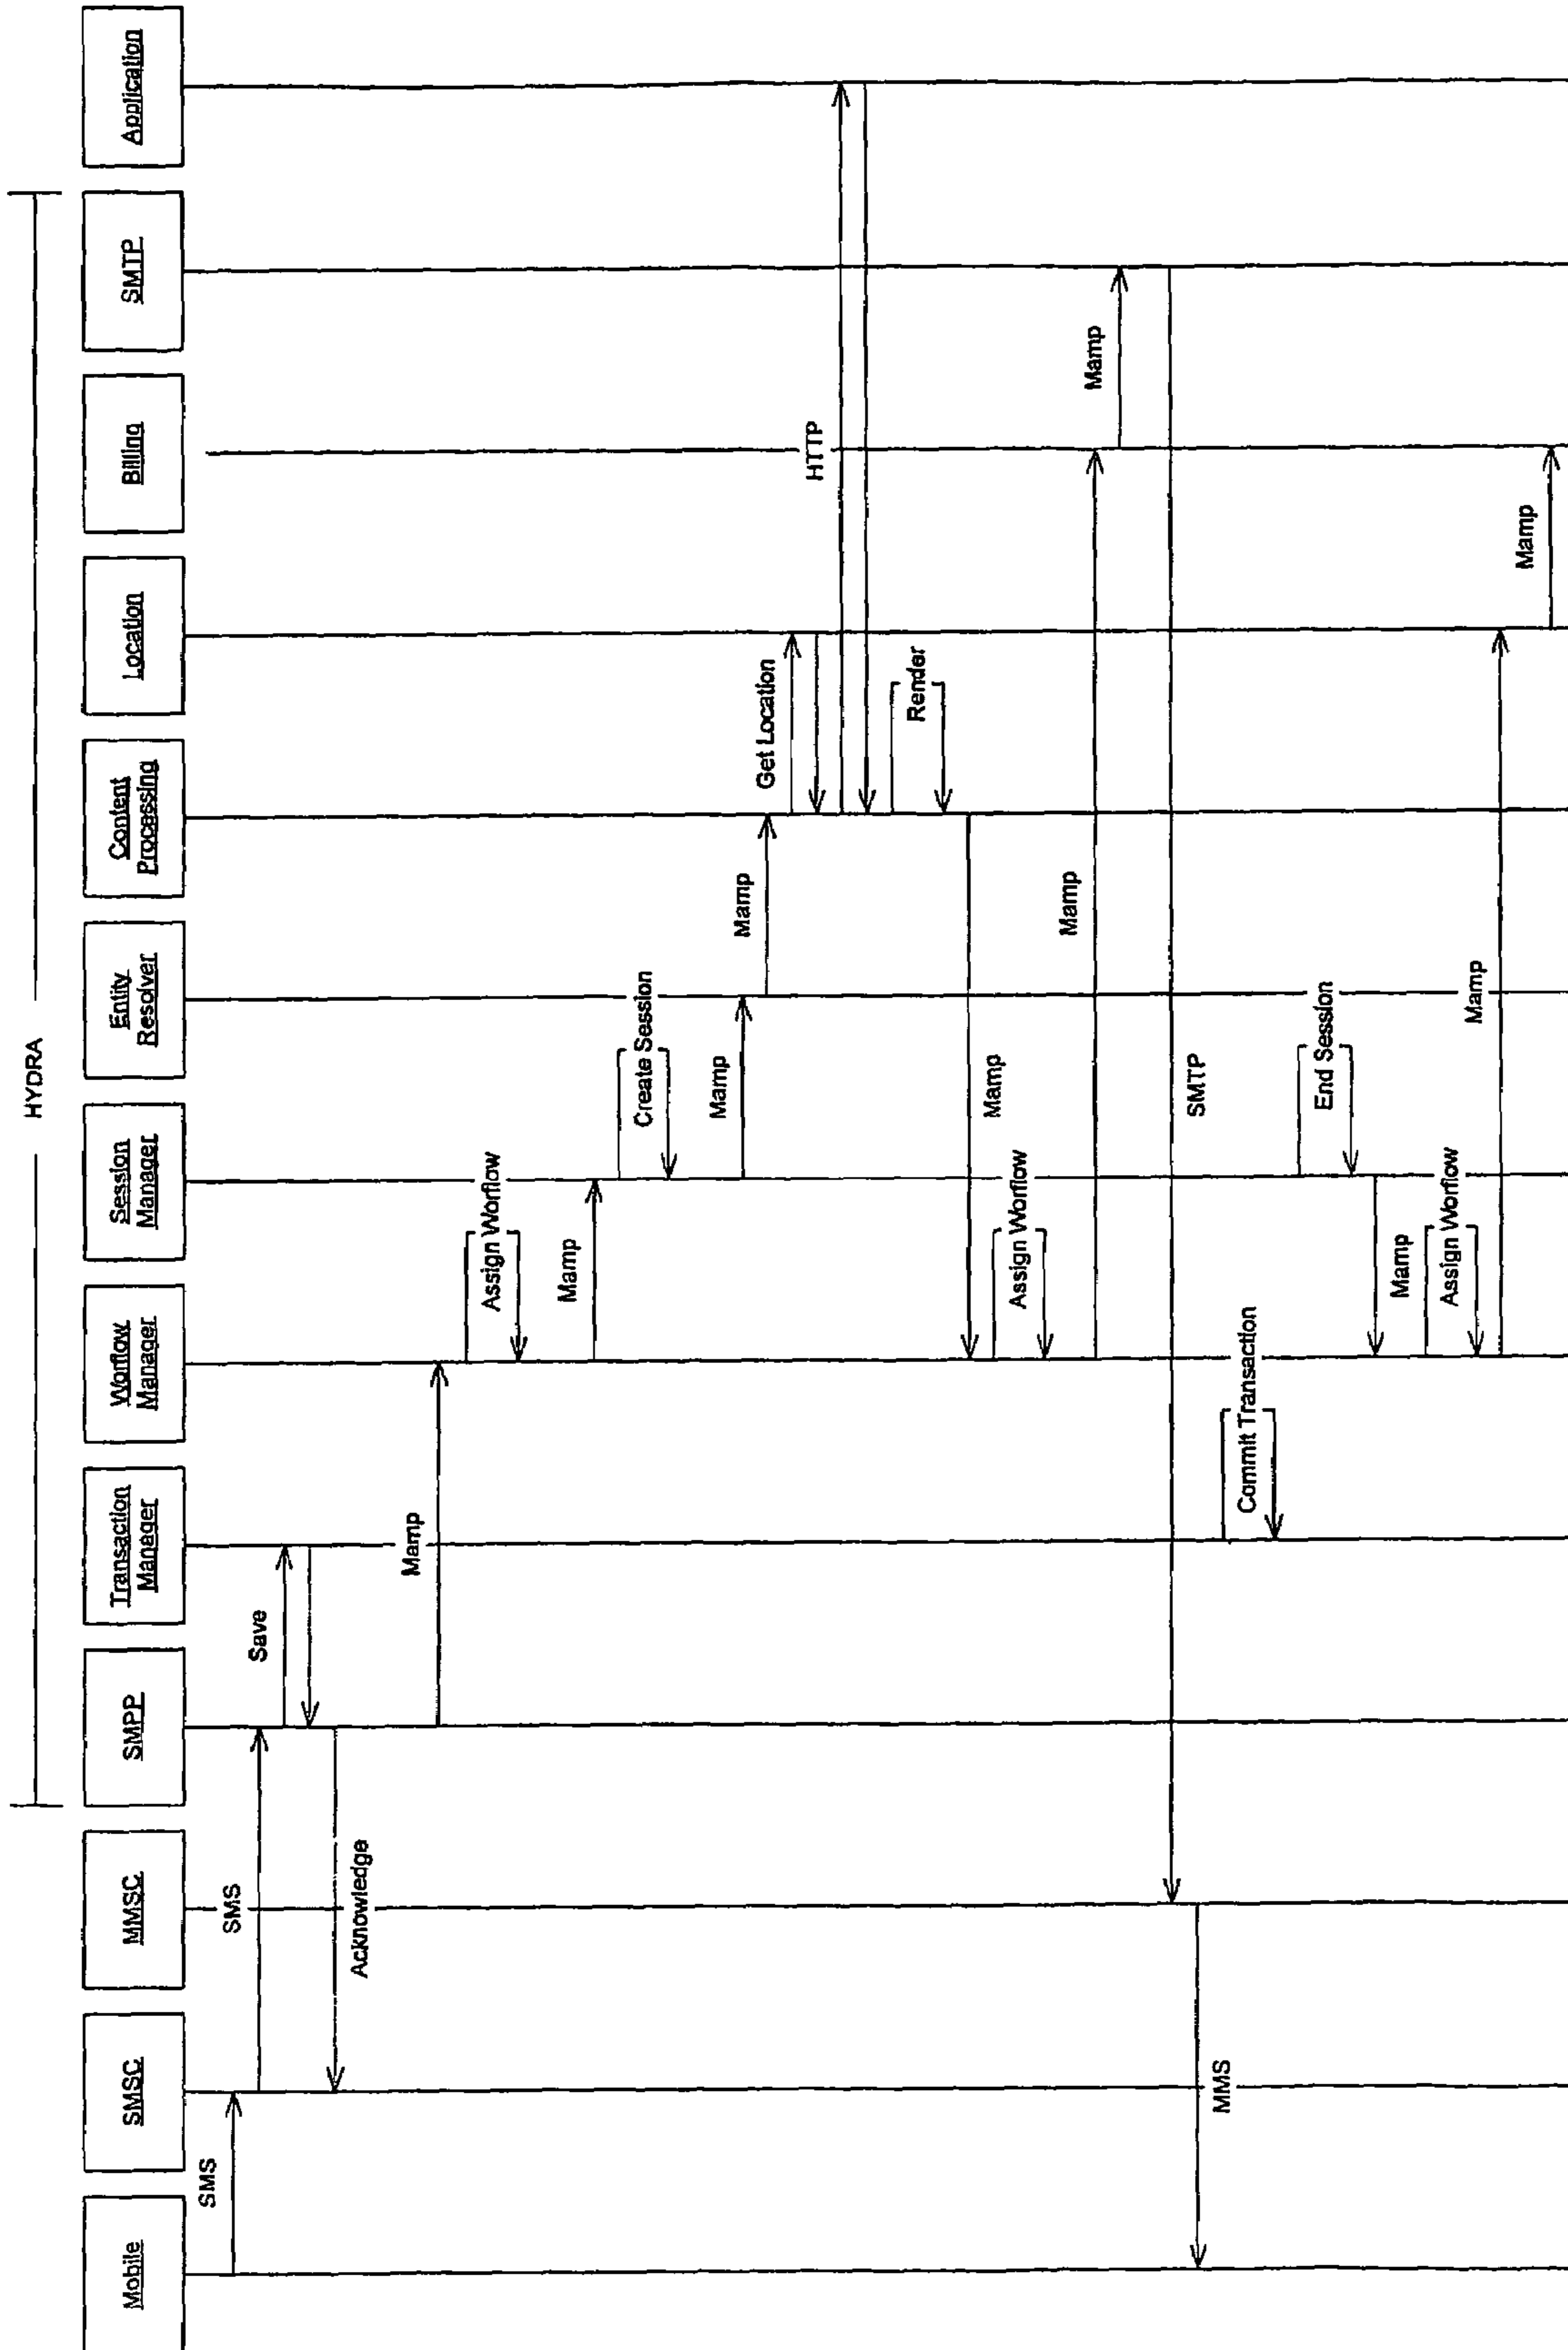 HYDRA
Mobile
SMSC
MMSC
SMPP
Transaction
Manager
Worflow
Manager
Session
Manager
Entity
Resolver
Content
Processing
Location
Billing
SMTP
Application
SMS
SMS
Save
Acknowledge
Mamp
Assign Worflow
Mamp
Create Session
Mamp
Mamp
Get Location
HTTP
Render
Mamp
Assign Worflow
Mamp
Mamp
SMTP
MMS
Commit Transaction
End Session
Mamp
Assign Worflow
Mamp
Mamp